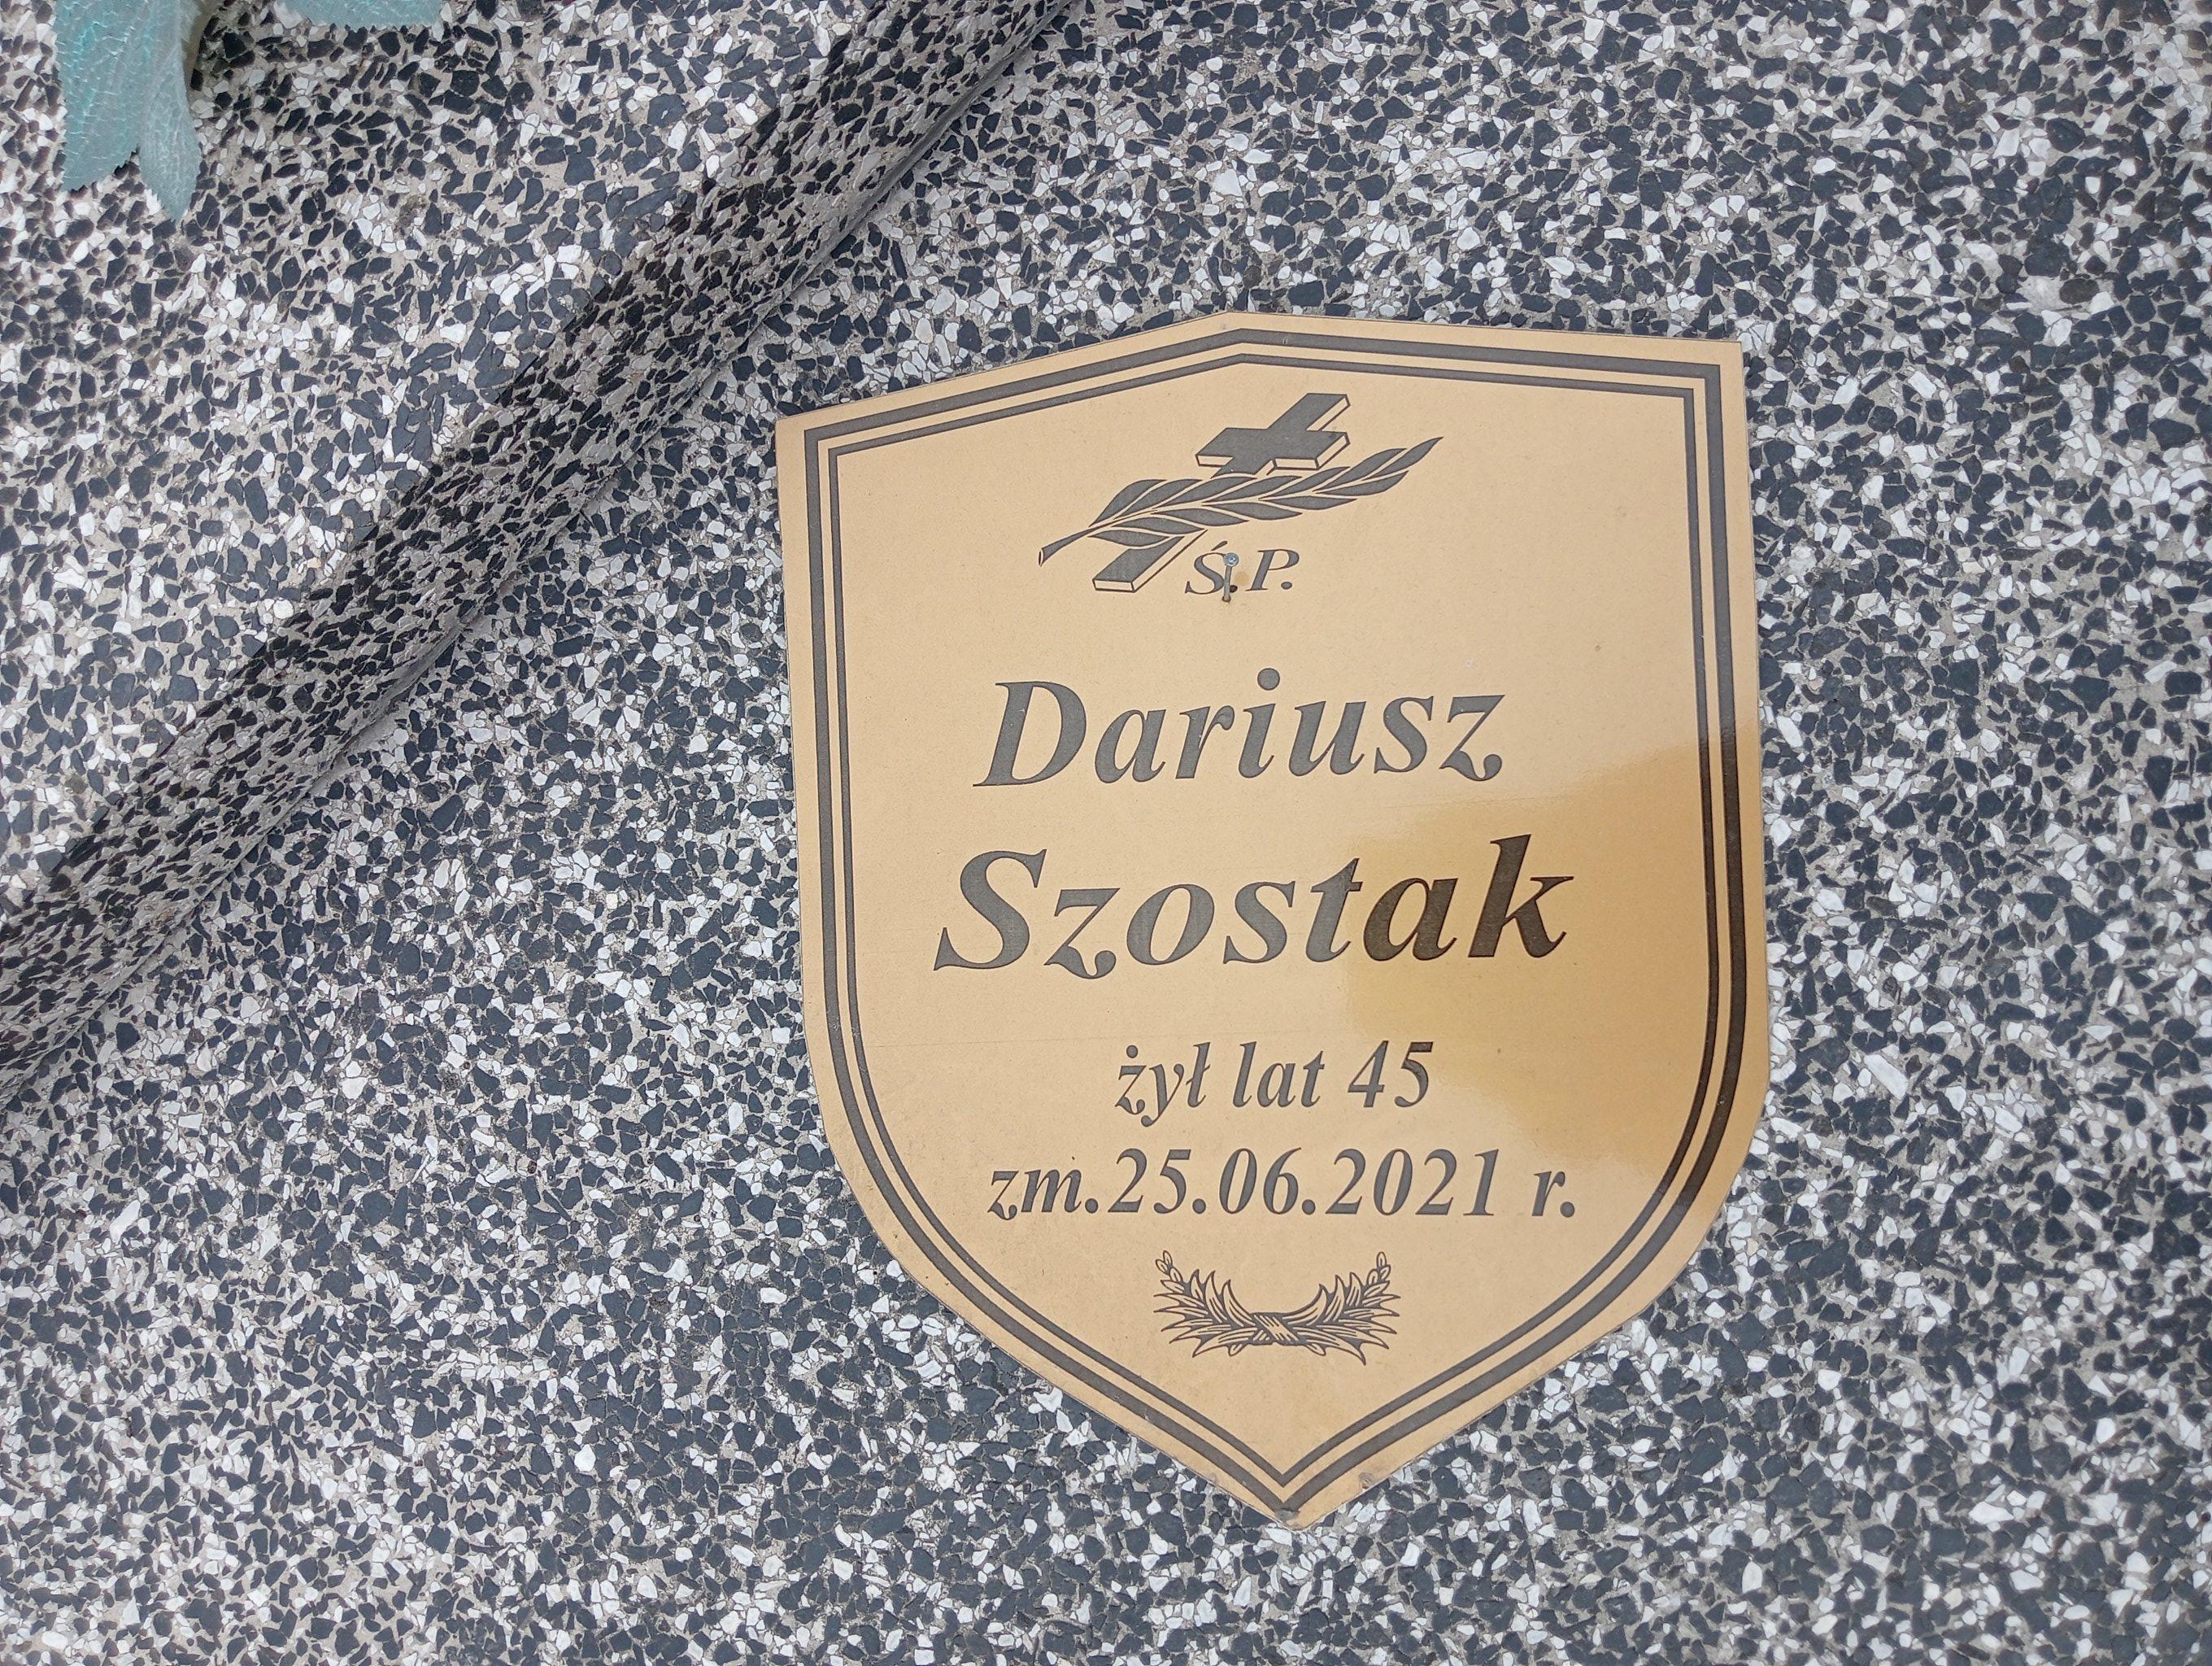 Ś.P.
Dariusz
Szostak
żył lat 45
zm.25.06.2021 r.